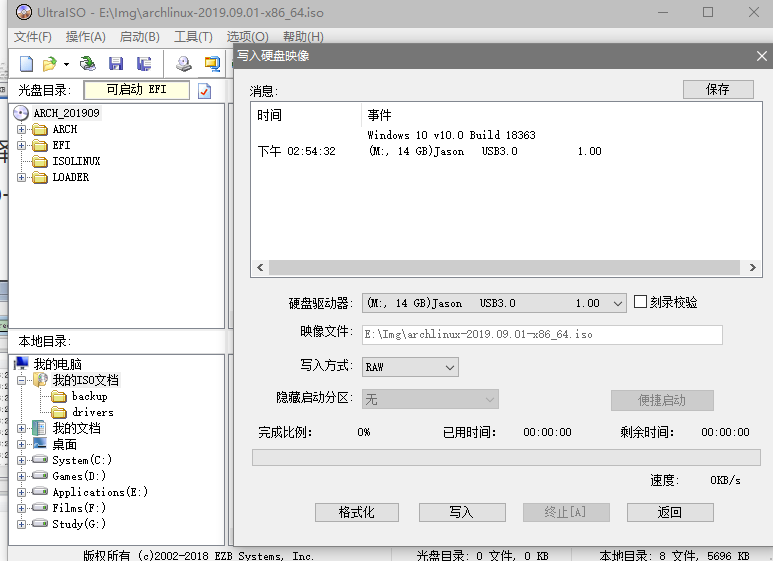 UltraISO - E:\Img\archlinux-2019.09.01-x86_64.iso
文件(F) 操作(A) 启动(B) 工具(T) 选项(O) 帮助(H)
写入硬盘映像
光盘目录: 可启动 EFI
ARCH_201909
ARCH
EFI
ISOLINUX
LOADER
本地目录:
我的电脑
我的ISO文档
backup
drivers
我的文档
桌面
System(C:)
Games(D:)
Applications(E:)
Films(F:)
Study(G:)
消息: 保存
时间 事件
Windows 10 v10.0 Build 18363
下午 02:54:32 (M:, 14 GB)Jason USB3.0 1.00
硬盘驱动器: (M:, 14 GB)Jason USB3.0 1.00 刻录校验
映像文件: E:\Img\archlinux-2019.09.01-x86_64.iso
写入方式: RAW
隐藏启动分区: 无 便捷启动
完成比例: 0% 已用时间: 00:00:00 剩余时间: 00:00:00
速度: 0KB/s
格式化 写入 终止[A] 返回
版权所有 (c)2002-2018 EZB Systems, Inc. 光盘目录: 0 文件, 0 KB 本地目录: 8 文件, 5696 KB